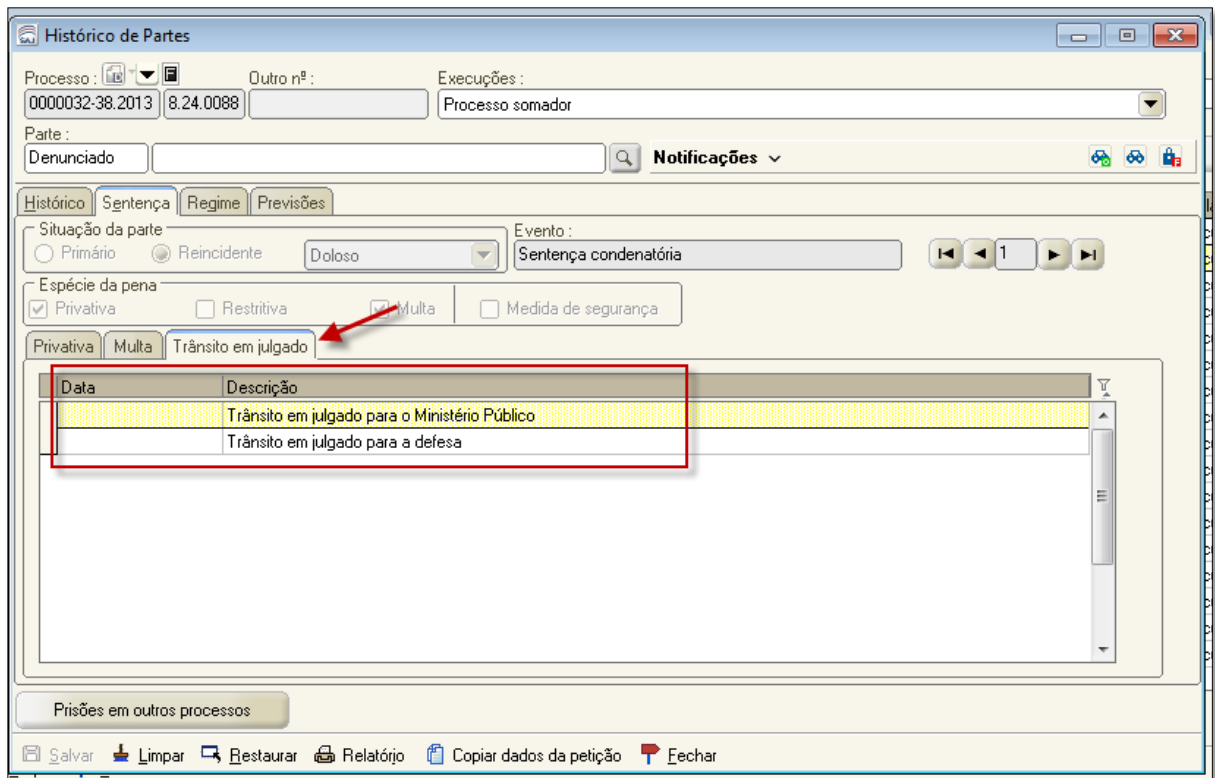 Histórico de Partes
Processo : Outro nº : Execuções :
0000032-38.2013 8.24.0088 Processo somador
Parte :
Denunciado Notificações
Histórico Sentença Regime Previsões
Situação da parte Evento :
Primário Reincidente Doloso Sentença condenatória 1
Espécie da pena
Privativa Restritiva Multa Medida de segurança
Privativa Multa Trânsito em julgado
Data Descrição
Trânsito em julgado para o Ministério Público
Trânsito em julgado para a defesa
Prisões em outros processos
Salvar Limpar Restaurar Relatório Copiar dados da petição Fechar